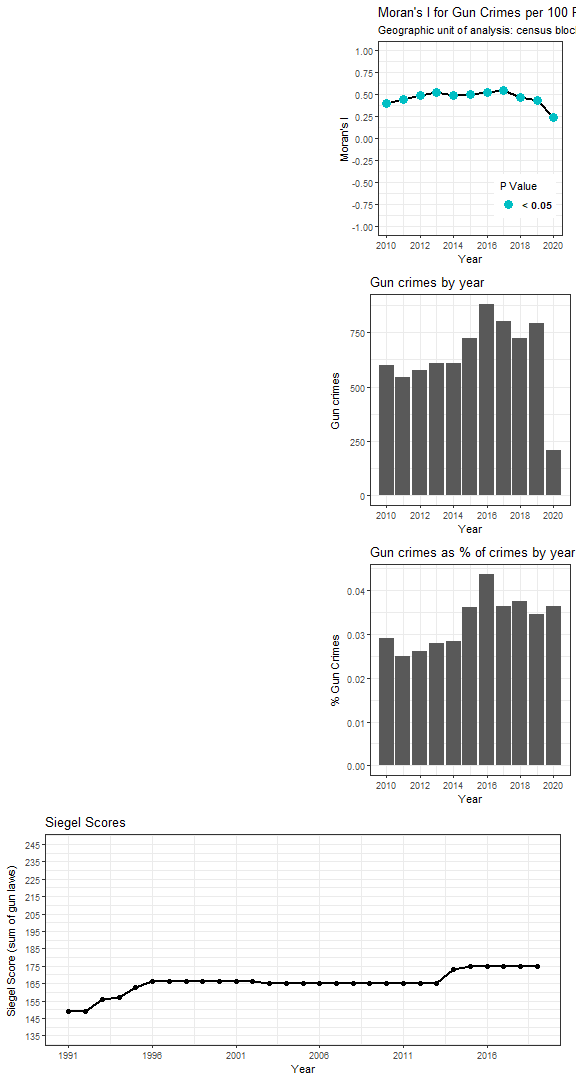 Moran's I for Gun Crimes per 100
Geographic unit of analysis: census
1.00
0.75
0.50
0.25
0.00
-0.25
-0.50
-0.75
-1.00
Moran's I
P Value
< 0.05
2010 2012 2014 2016 2018 2020
Year
Gun crimes by year
750
500
250
0
Gun crimes
2010 2012 2014 2016 2018 2020
Year
Gun crimes as % of crimes by year
0.04
0.03
0.02
0.01
0.00
% Gun Crimes
2010 2012 2014 2016 2018 2020
Year
Siegel Scores
245
235
225
215
205
195
185
175
165
155
145
135
Siegel Score (sum of gun laws)
1991 1996 2001 2006 2011 2016
Year